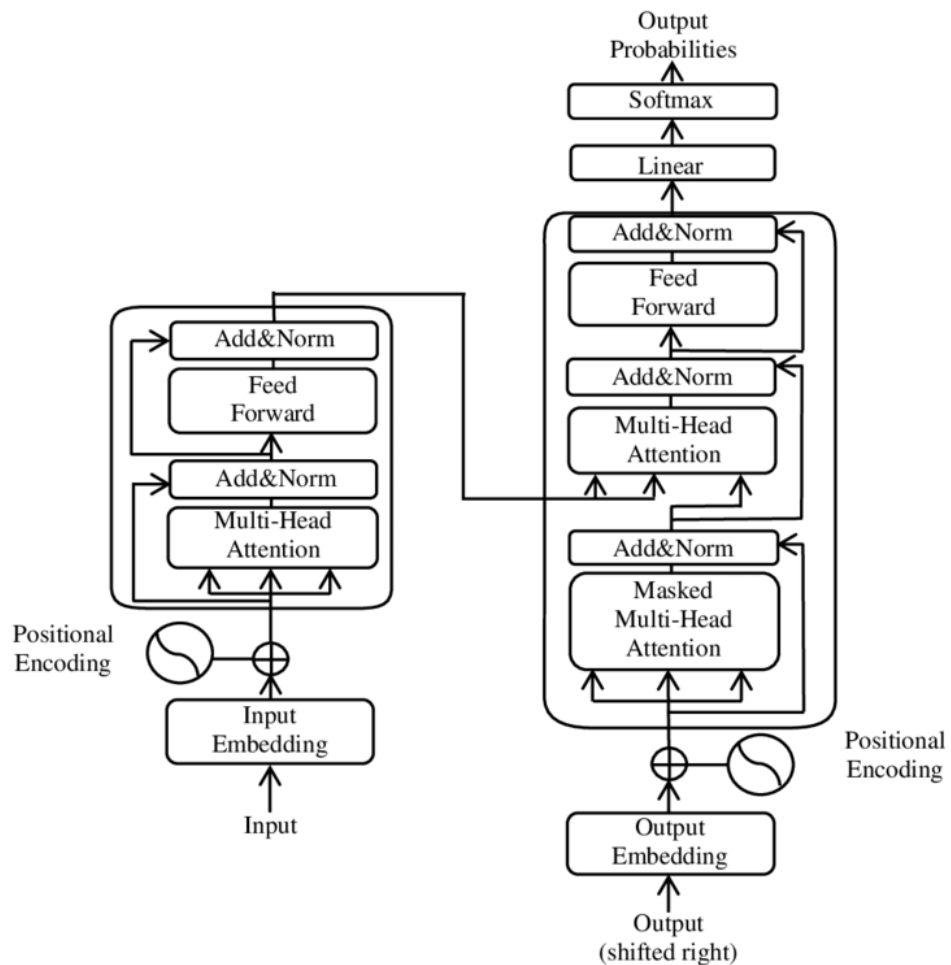 Output
Probabilities
Softmax
Linear
Add&Norm
Feed
Forward
Add&Norm
Multi-Head
Attention
Add&Norm
Masked
Multi-Head
Attention
Positional
Encoding
Output
Embedding
Output
(shifted right)
Add&Norm
Feed
Forward
Add&Norm
Multi-Head
Attention
Positional
Encoding
Input
Embedding
Input